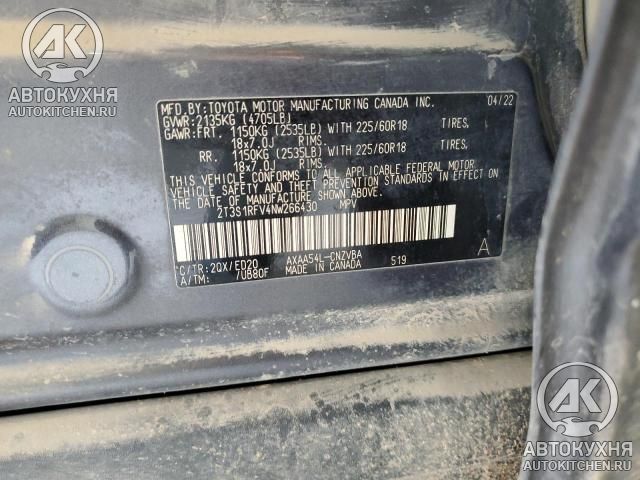 АК
АВТОКУХНЯ
AUTOKITCHEN.RU
MFD.BY:TOYOTA MOTOR MANUFACTURING CANADA INC. 04/22
GVWR:2135KG (4705LB)
GAWR:FRT. 1150KG (2535LB) WITH 225/60R18 TIRES,
18x7.0J RIMS.
RR. 1150KG (2535LB) WITH 225/60R18 TIRES,
18x7.0J RIMS.
THIS VEHICLE CONFORMS TO ALL APPLICABLE FEDERAL MOTOR
VEHICLE SAFETY AND THEFT PREVENTION STANDARDS IN EFFECT ON
THE DATE OF MANUFACTURE SHOWN ABOVE.
2T3S1RFV4NW266430 MPV
C/TR:2QX/ED20 AXAA54L-CNZVBA A
A/TM: /UB80F MADE IN CANADA 519
АК
АВТОКУХНЯ
AUTOKITCHEN.RU